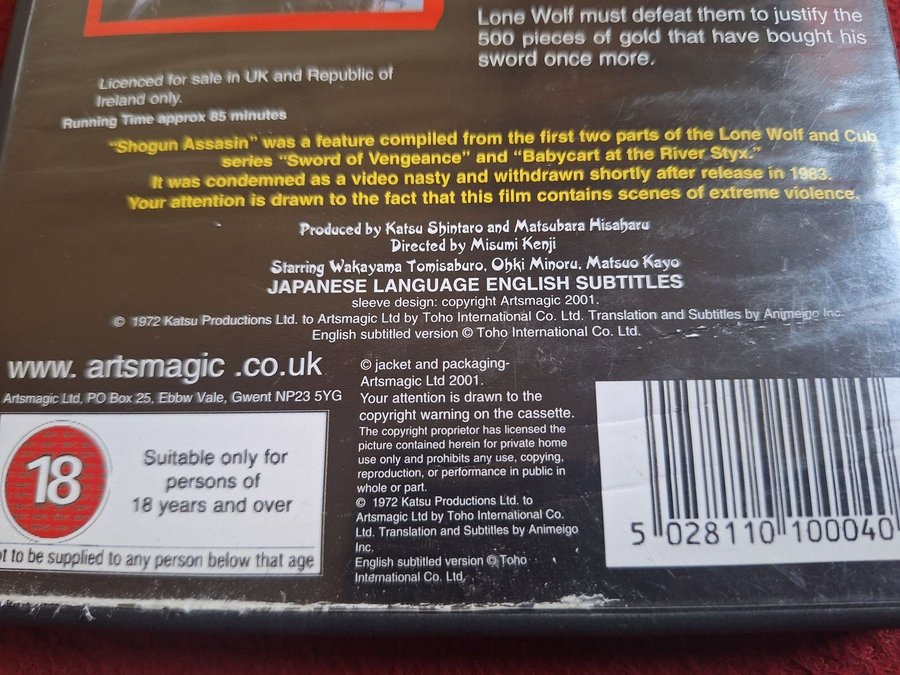 Lone Wolf must defeat them to justify the
500 pieces of gold that have bought his
sword once more.
Licenced for sale in UK and Republic of
Ireland only.
Running Time approx 85 minutes
"Shogun Assasin" was a feature compiled from the first two parts of the Lone Wolf and Cub
series "Sword of Vengeance" and "Babycart at the River Styx."
It was condemned as a video nasty and withdrawn shortly after release in 1983.
Your attention is drawn to the fact that this film contains scenes of extreme violence.
Produced by Katsu Shintaro and Matsubara Hisaharu
Directed by Misumi Kenji
Starring Wakayama Tomisaburo, Ohki Minoru, Matsuo Kayo
JAPANESE LANGUAGE ENGLISH SUBTITLES
sleeve design: copyright Artsmagic 2001.
© 1972 Katsu Productions Ltd. to Artsmagic Ltd by Toho International Co. Ltd. Translation and Subtitles by Animeigo Inc.
English subtitled version © Toho International Co. Ltd.
www. artsmagic .co.uk
Artsmagic Ltd, PO Box 25, Ebbw Vale, Gwent NP23 5YG
18
Suitable only for
persons of
18 years and over
ot to be supplied to any person below that age
© jacket and packaging-
Artsmagic Ltd 2001.
Your attention is drawn to the
copyright warning on the cassette.
The copyright proprietor has licensed the
picture contained herein for private home
use only and prohibits any use, copying,
reproduction, or performance in public in
whole or part.
© 1972 Katsu Productions Ltd. to
Artsmagic Ltd by Toho International Co.
Ltd. Translation and Subtitles by Animeigo
Inc.
English subtitled version © Toho
International Co. Ltd.
5 028110 100040